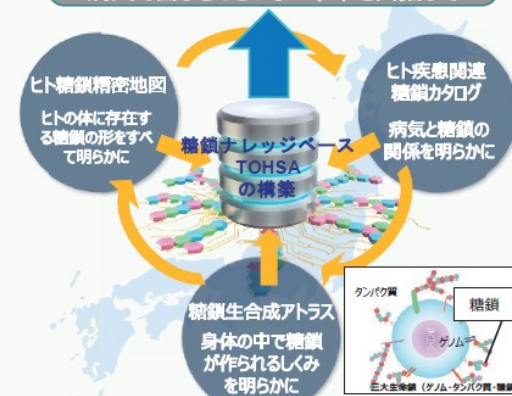 ヒト糖鎖精密地図
ヒトの体に存在す
る糖鎖の形をすべ
て明らかに
ヒト疾患関連
糖鎖カタログ
病気と糖鎖の
関係を明らかに
糖鎖ナレッジベース
TOHSA
の構築
糖鎖生合成アトラス
身体の中で糖鎖
が作られるしくみ
を明らかに
タンパク質
糖鎖
ゲノム
三大生命鎖（ゲノム・タンパク質・糖鎖